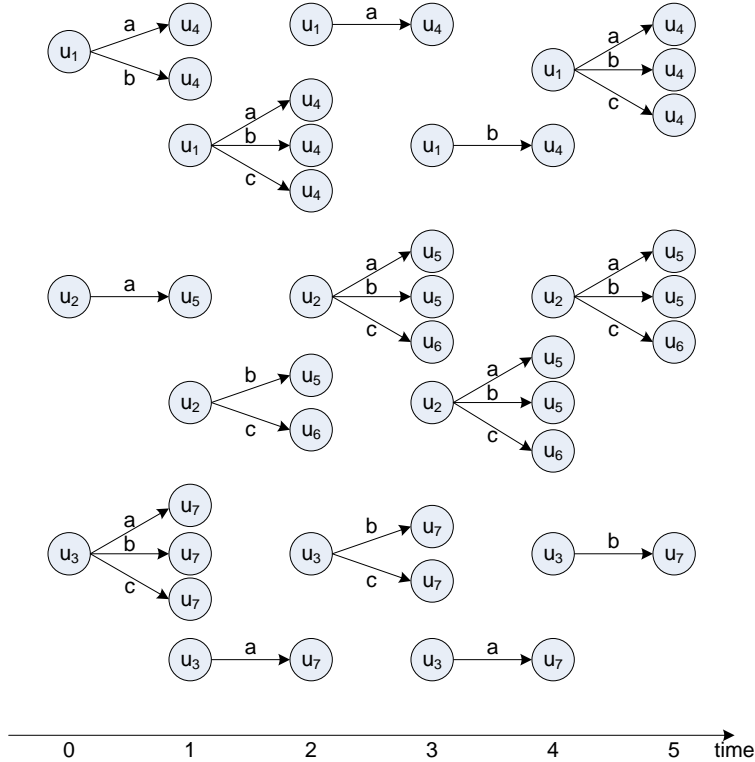 u₁ a u₄ b u₄
u₁ a u₄
u₁ a u₄ b u₄ c u₄
u₁ a u₄ b u₄ c u₄
u₁ b u₄
u₂ a u₅
u₂ a u₅ b u₅ c u₆
u₂ a u₅ b u₅ c u₆
u₂ b u₅ c u₆
u₂ a u₅ b u₅ c u₆
u₃ a u₇ b u₇ c u₇
u₃ b u₇ c u₇
u₃ b u₇
u₃ a u₇
u₃ a u₇
0 1 2 3 4 5 time